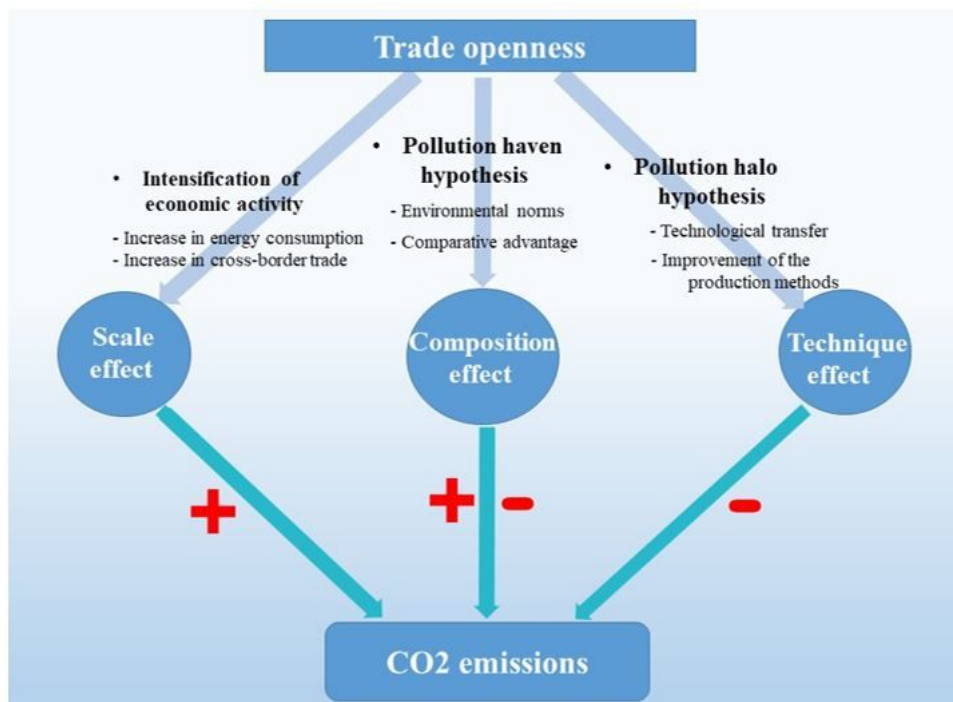 Trade openness
• Intensification of
economic activity
- Increase in energy consumption
- Increase in cross-border trade
• Pollution haven
hypothesis
- Environmental norms
- Comparative advantage
• Pollution halo
hypothesis
- Technological transfer
- Improvement of the
production methods
Scale
effect
Composition
effect
Technique
effect
+
+ -
-
CO2 emissions